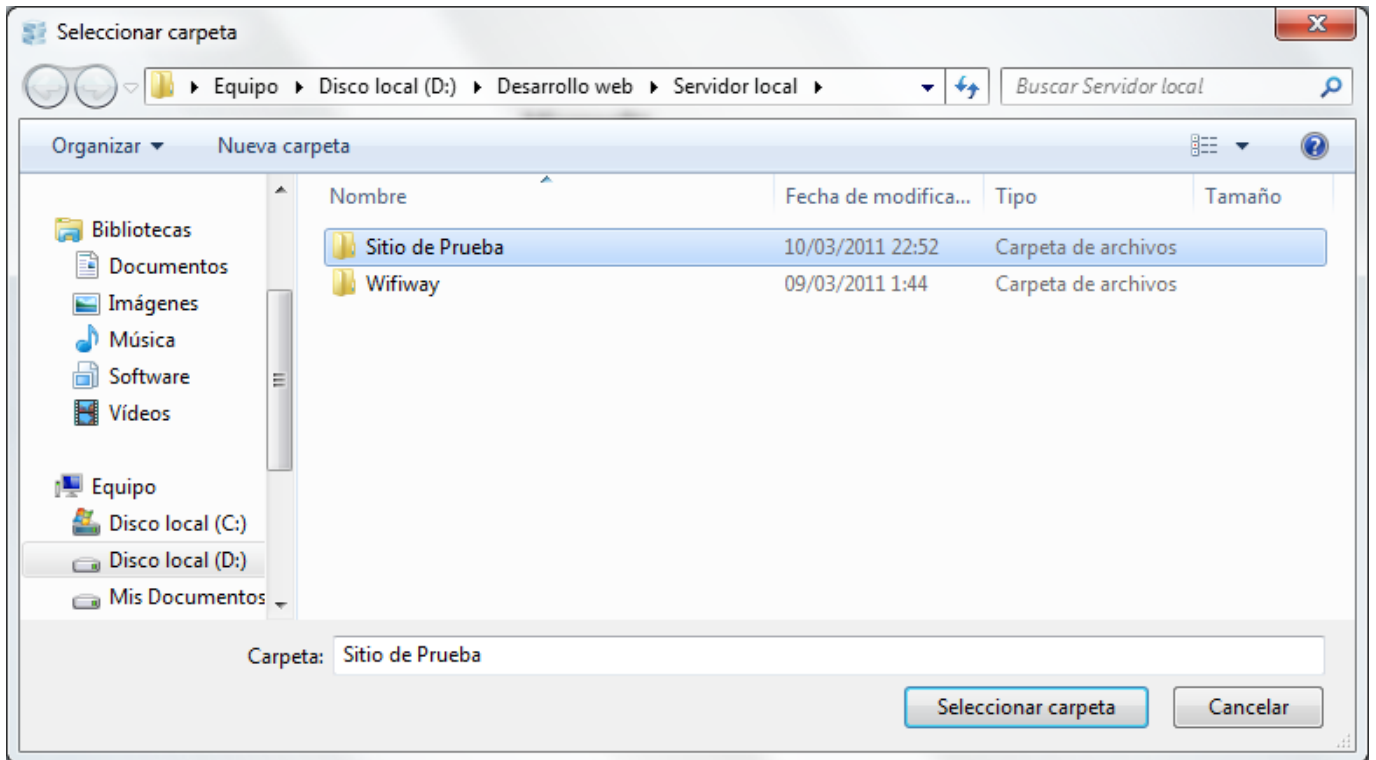 Seleccionar carpeta
Equipo Disco local (D:) Desarrollo web Servidor local Buscar Servidor local
Organizar Nueva carpeta
Nombre Fecha de modifica... Tipo Tamaño
Bibliotecas
Documentos
Imágenes
Música
Software
Vídeos
Equipo
Disco local (C:)
Disco local (D:)
Mis Documentos
Sitio de Prueba 10/03/2011 22:52 Carpeta de archivos
Wifiway 09/03/2011 1:44 Carpeta de archivos
Carpeta: Sitio de Prueba
Seleccionar carpeta Cancelar